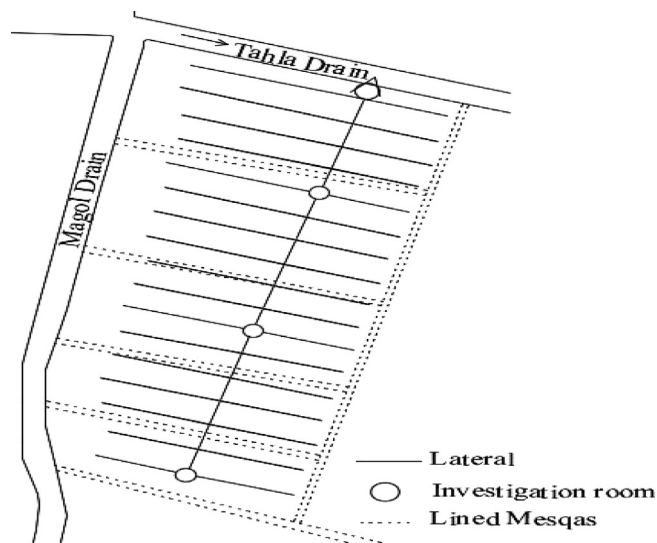 Tahla Drain
Magol Drain
Lateral
Investigation room
Lined Mesqas